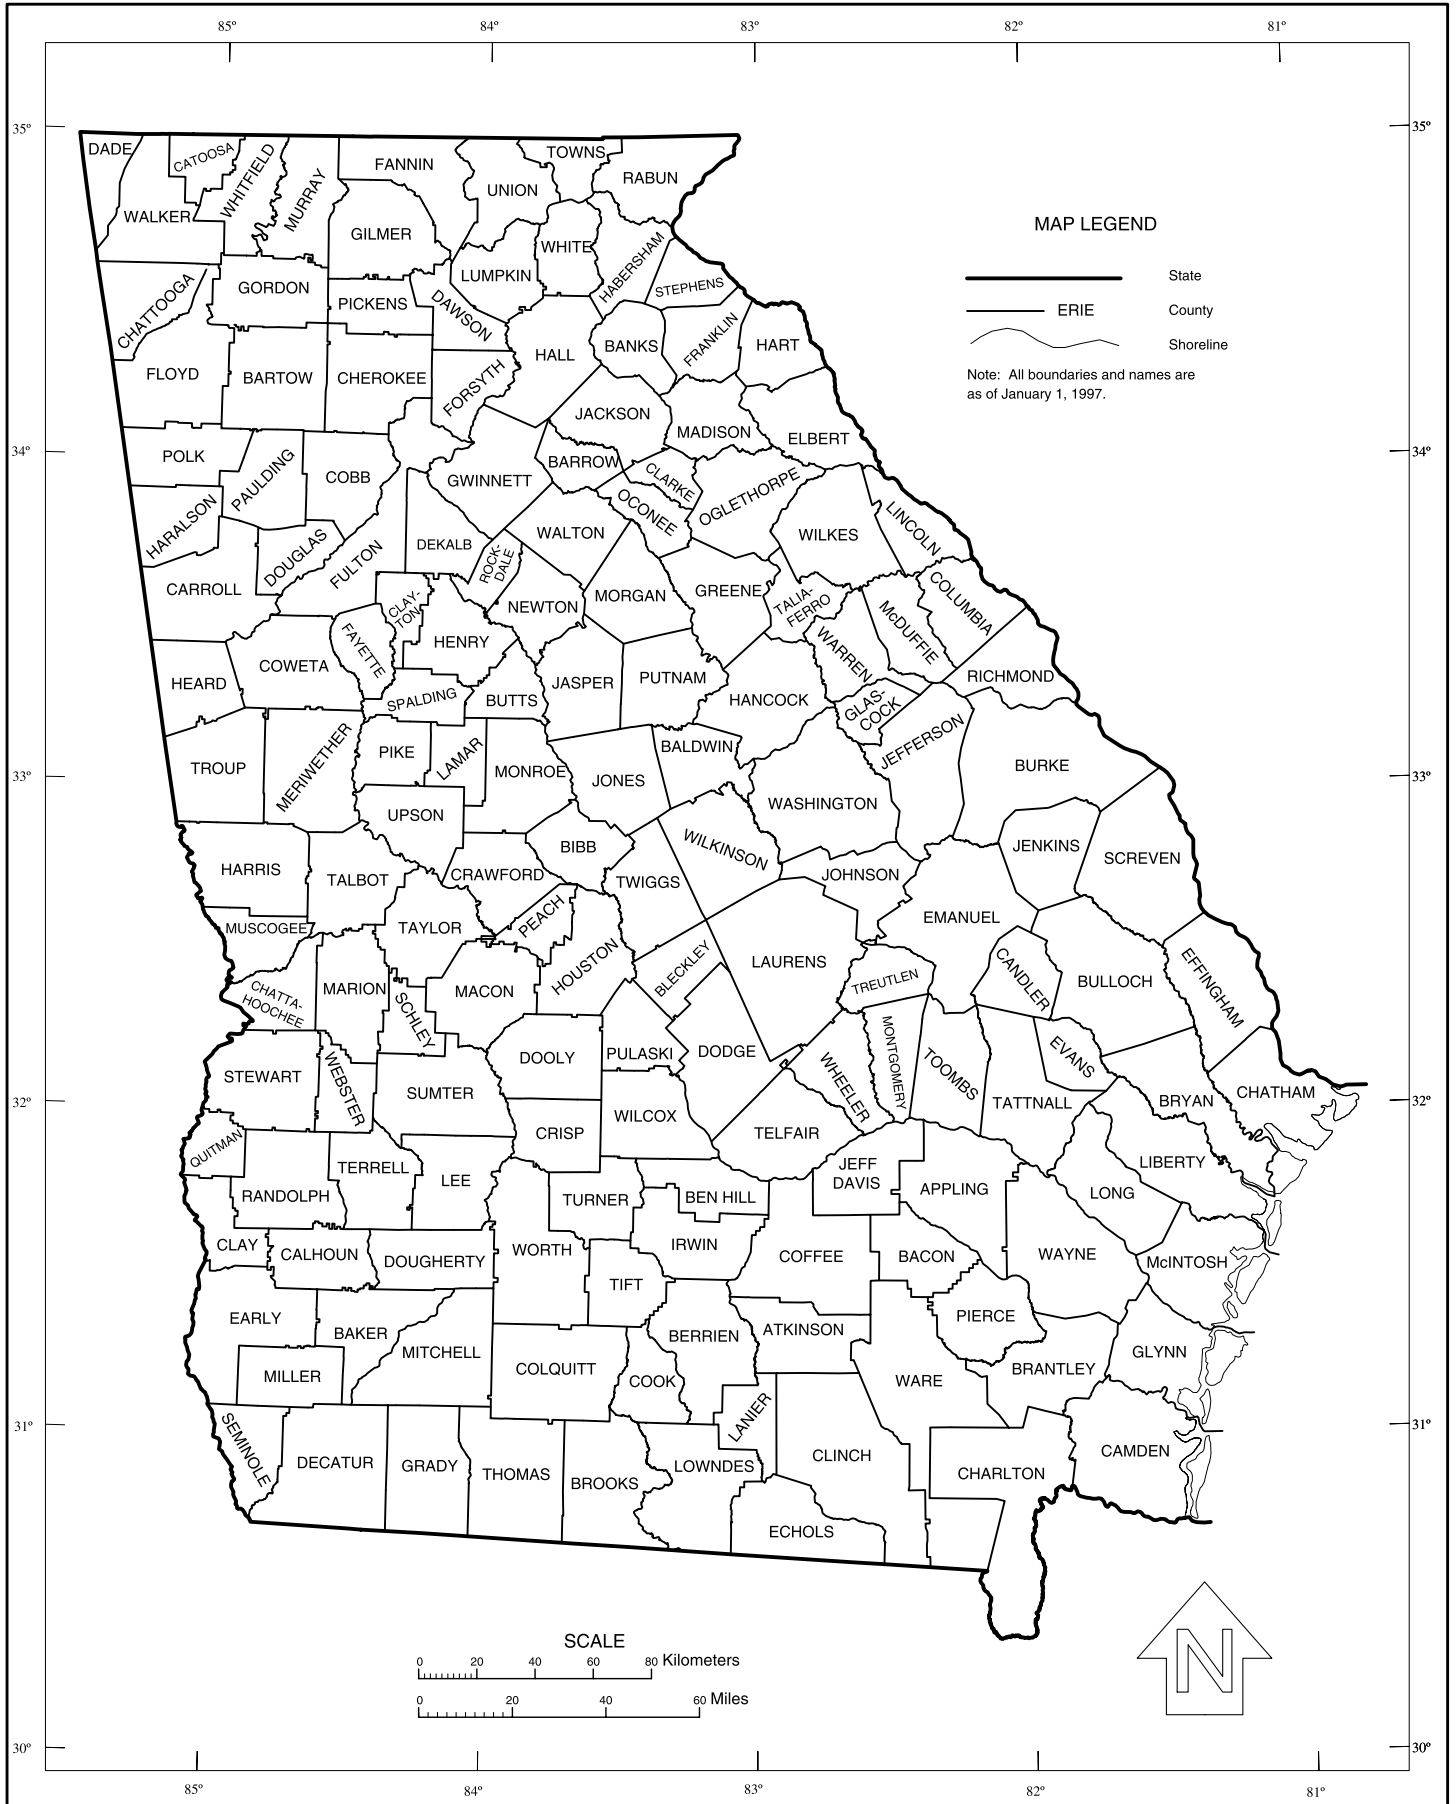 85° 84° 83° 82° 81°
35° 35°
DADE
CATOOSA
WHITFIELD
MURRAY
FANNIN
TOWNS
UNION
RABUN
WALKER
GILMER
WHITE
HABERSHAM
MAP LEGEND
State
ERIE County
Shoreline
Note: All boundaries and names are
as of January 1, 1997.
LUMPKIN
STEPHENS
CHATTOOGA
GORDON
PICKENS
DAWSON
HALL
BANKS
FRANKLIN
HART
FLOYD
BARTOW
CHEROKEE
FORSYTH
JACKSON
MADISON
ELBERT
34° 34°
POLK
PAULDING
COBB
GWINNETT
BARROW
CLARKE
OCONEE
OGLETHORPE
HARALSON
DOUGLAS
FULTON
DEKALB
ROCK-
DALE
WALTON
WILKES
LINCOLN
CARROLL
CLAY-
TON
HENRY
NEWTON
MORGAN
GREENE
TALIA-
FERRO
McDUFFIE
COLUMBIA
WARREN
HEARD
COWETA
FAYETTE
SPALDING
BUTTS
JASPER
PUTNAM
HANCOCK
GLAS-
COCK
RICHMOND
JEFFERSON
33° 33°
TROUP
MERIWETHER
PIKE
LAMAR
MONROE
JONES
BALDWIN
WASHINGTON
BURKE
UPSON
BIBB
WILKINSON
JENKINS
SCREVEN
HARRIS
TALBOT
CRAWFORD
TWIGGS
JOHNSON
MUSCOGEE
TAYLOR
PEACH
HOUSTON
BLECKLEY
LAURENS
EMANUEL
CHATTA-
HOOCHEE
MARION
SCHLEY
MACON
TREUTLEN
CANDLER
BULLOCH
EFFINGHAM
STEWART
WEBSTER
SUMTER
DOOLY
PULASKI
DODGE
WHEELER
MONTGOMERY
TOOMBS
TATTNALL
EVANS
BRYAN
CHATHAM
32° 32°
QUITMAN
TERRELL
LEE
CRISP
WILCOX
TELFAIR
JEFF
DAVIS
APPLING
LONG
LIBERTY
RANDOLPH
TURNER
BEN HILL
CLAY
CALHOUN
DOUGHERTY
WORTH
IRWIN
COFFEE
BACON
WAYNE
McINTOSH
EARLY
BAKER
MITCHELL
TIFT
BERRIEN
ATKINSON
PIERCE
GLYNN
MILLER
COLQUITT
COOK
WARE
BRANTLEY
31° 31°
SEMINOLE
DECATUR
GRADY
THOMAS
BROOKS
LANIER
LOWNDES
CLINCH
CHARLTON
CAMDEN
ECHOLS
SCALE
0 20 40 60 80 Kilometers
0 20 40 60 Miles
N
30° 30°
85° 84° 83° 82° 81°